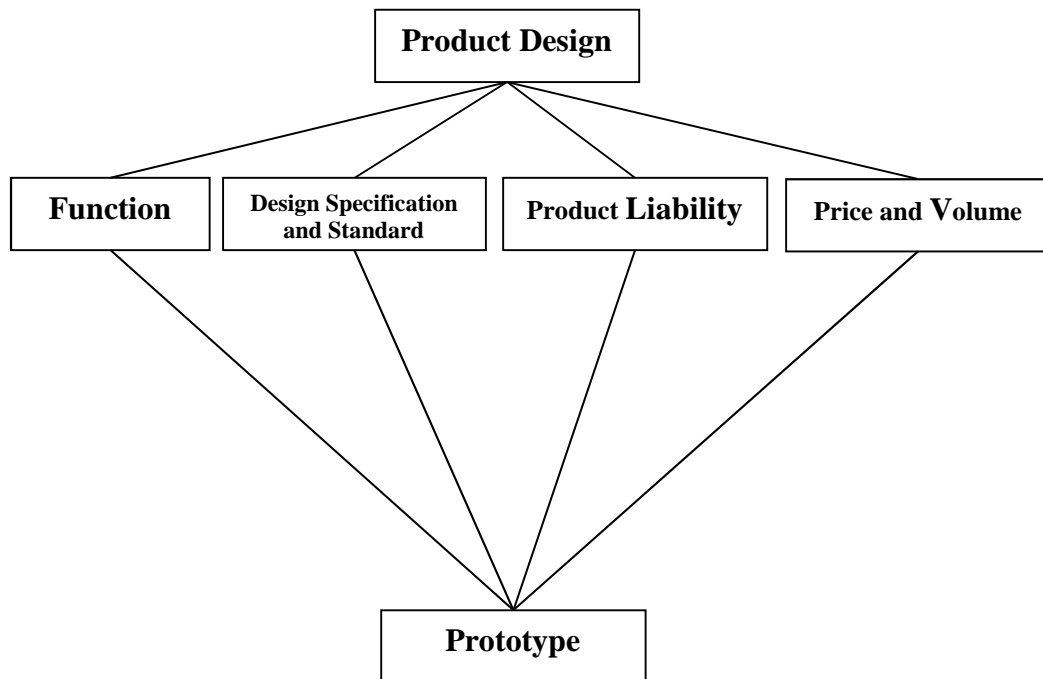 Product Design
Function
Design Specification
and Standard
Product Liability
Price and Volume
Prototype